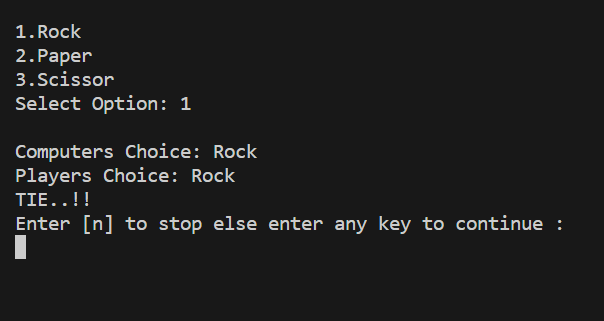 1.Rock
2.Paper
3.Scissor
Select Option: 1
Computers Choice: Rock
Players Choice: Rock
TIE..!!
Enter [n] to stop else enter any key to continue :